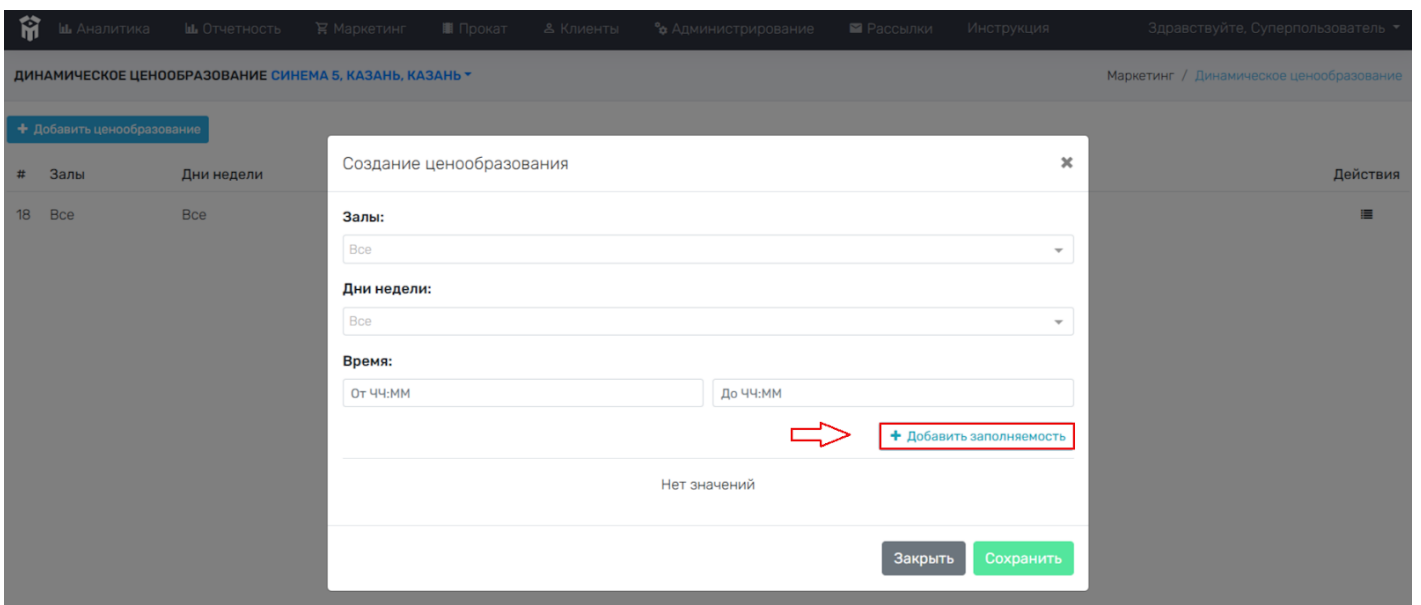 Аналитика Отчетность Маркетинг Прокат Клиенты Администрирование Рассылки Инструкция Здравствуйте, Суперпользователь
ДИНАМИЧЕСКОЕ ЦЕНООБРАЗОВАНИЕ СИНЕМА 5, КАЗАНЬ, КАЗАНЬ Маркетинг / Динамическое ценообразование
+ Добавить ценообразование
Создание ценообразования ✖
# Залы Дни недели Действия
18 Все Все
Залы:
Все
Дни недели:
Все
Время:
От ЧЧ:ММ До ЧЧ:ММ
+ Добавить заполняемость
Нет значений
Закрыть Сохранить